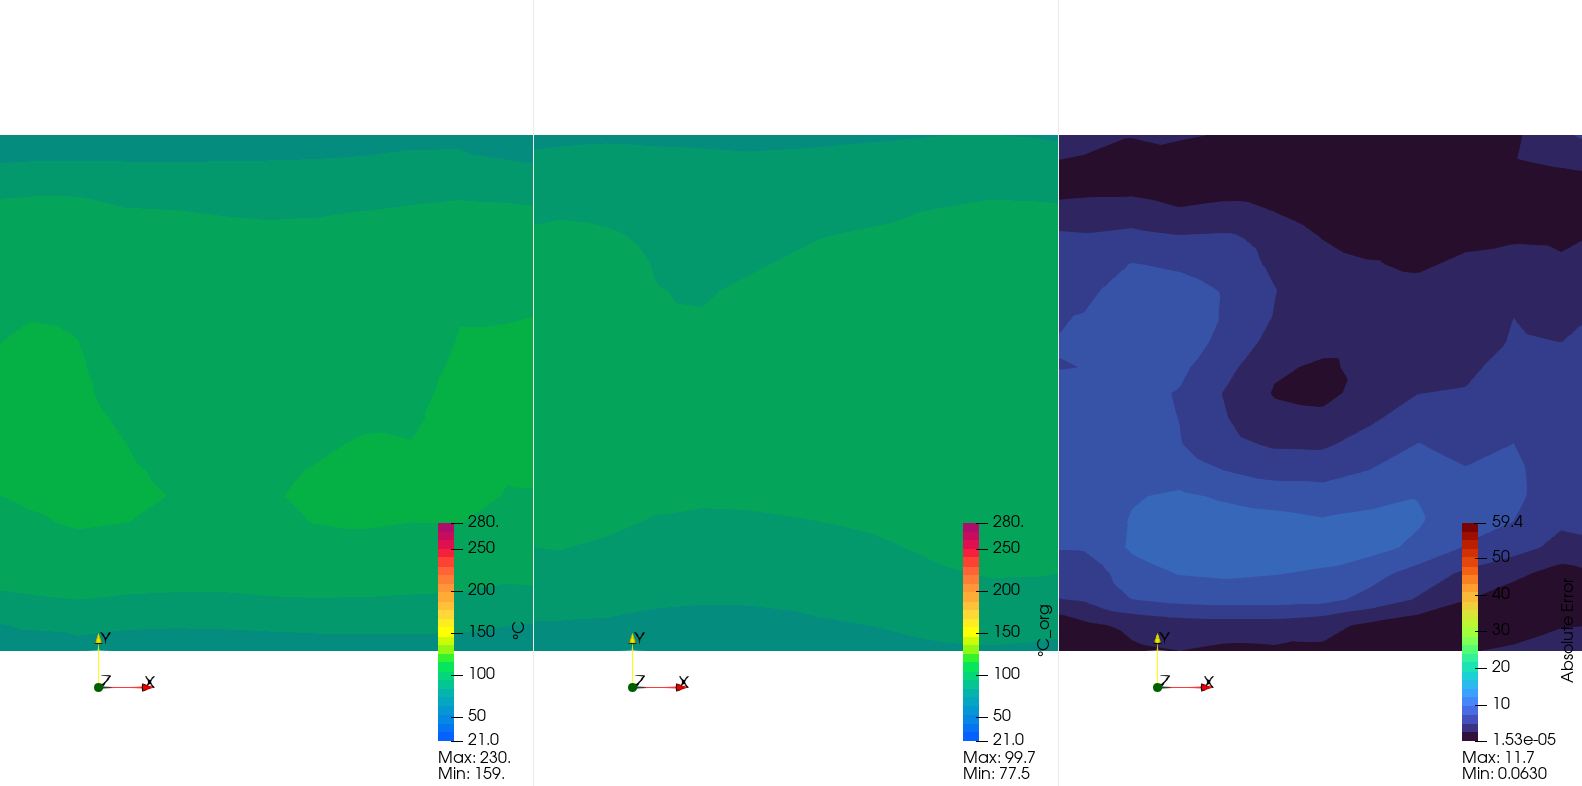 280.
250
200
150
100
50
21.0
°C
Max: 230.
Min: 159.
Y
Z
X
280.
250
200
150
100
50
21.0
°C_org
Max: 99.7
Min: 77.5
Y
Z
X
59.4
50
40
30
20
10
1.53e-05
Absolute Error
Max: 11.7
Min: 0.0630
Y
Z
X